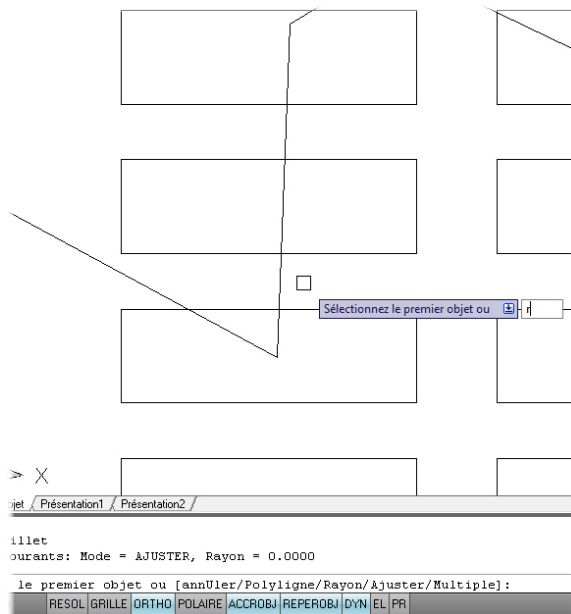 Sélectionnez le premier objet ou r
X
jet Présentation1 Présentation2
illet
ourants: Mode = AJUSTER, Rayon = 0.0000
le premier objet ou [annUler/Polyligne/Rayon/Ajuster/Multiple]:
RESOL GRILLE ORTHO POLAIRE ACCROBJ REPEROBJ DYN EL PR